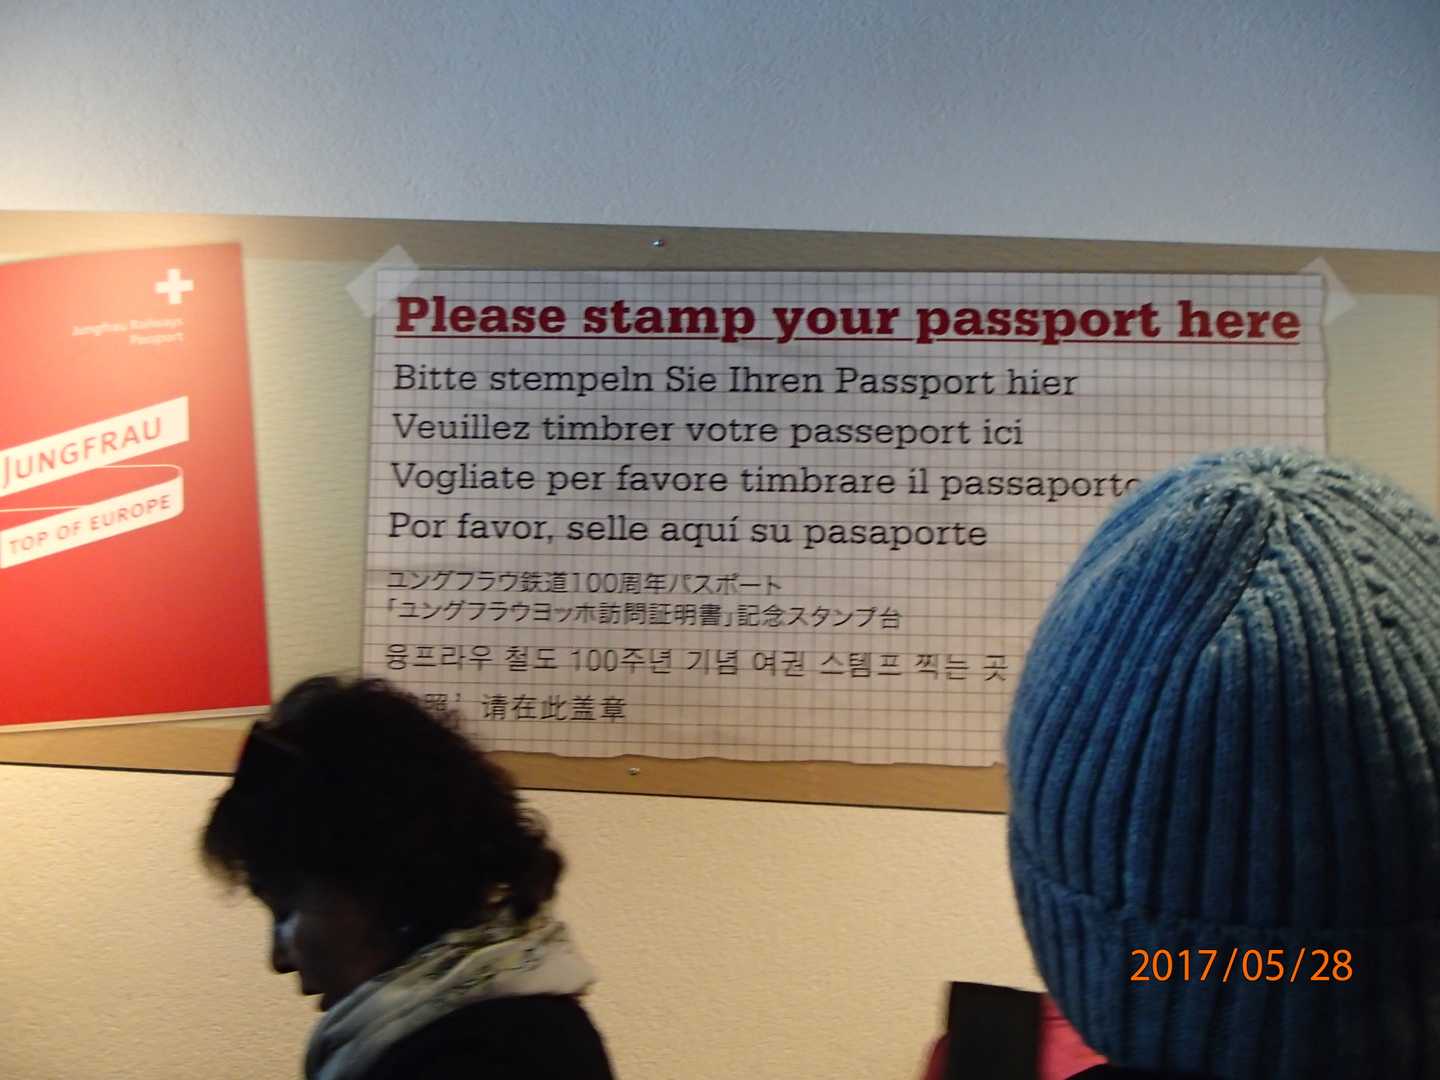 Jungfrau Railways
Passport
JUNGFRAU
TOP OF EUROPE
Please stamp your passport here
Bitte stempeln Sie Ihren Passport hier
Veuillez timbrer votre passeport ici
Vogliate per favore timbrare il passaporto
Por favor, selle aquí su pasaporte
ユングフラウ鉄道100周年パスポート
「ユングフラウヨッホ訪問証明書」記念スタンプ台
융프라우 철도 100주년 기념 여권 스템프 찍는 곳
照' 请在此盖章
2017/05/28